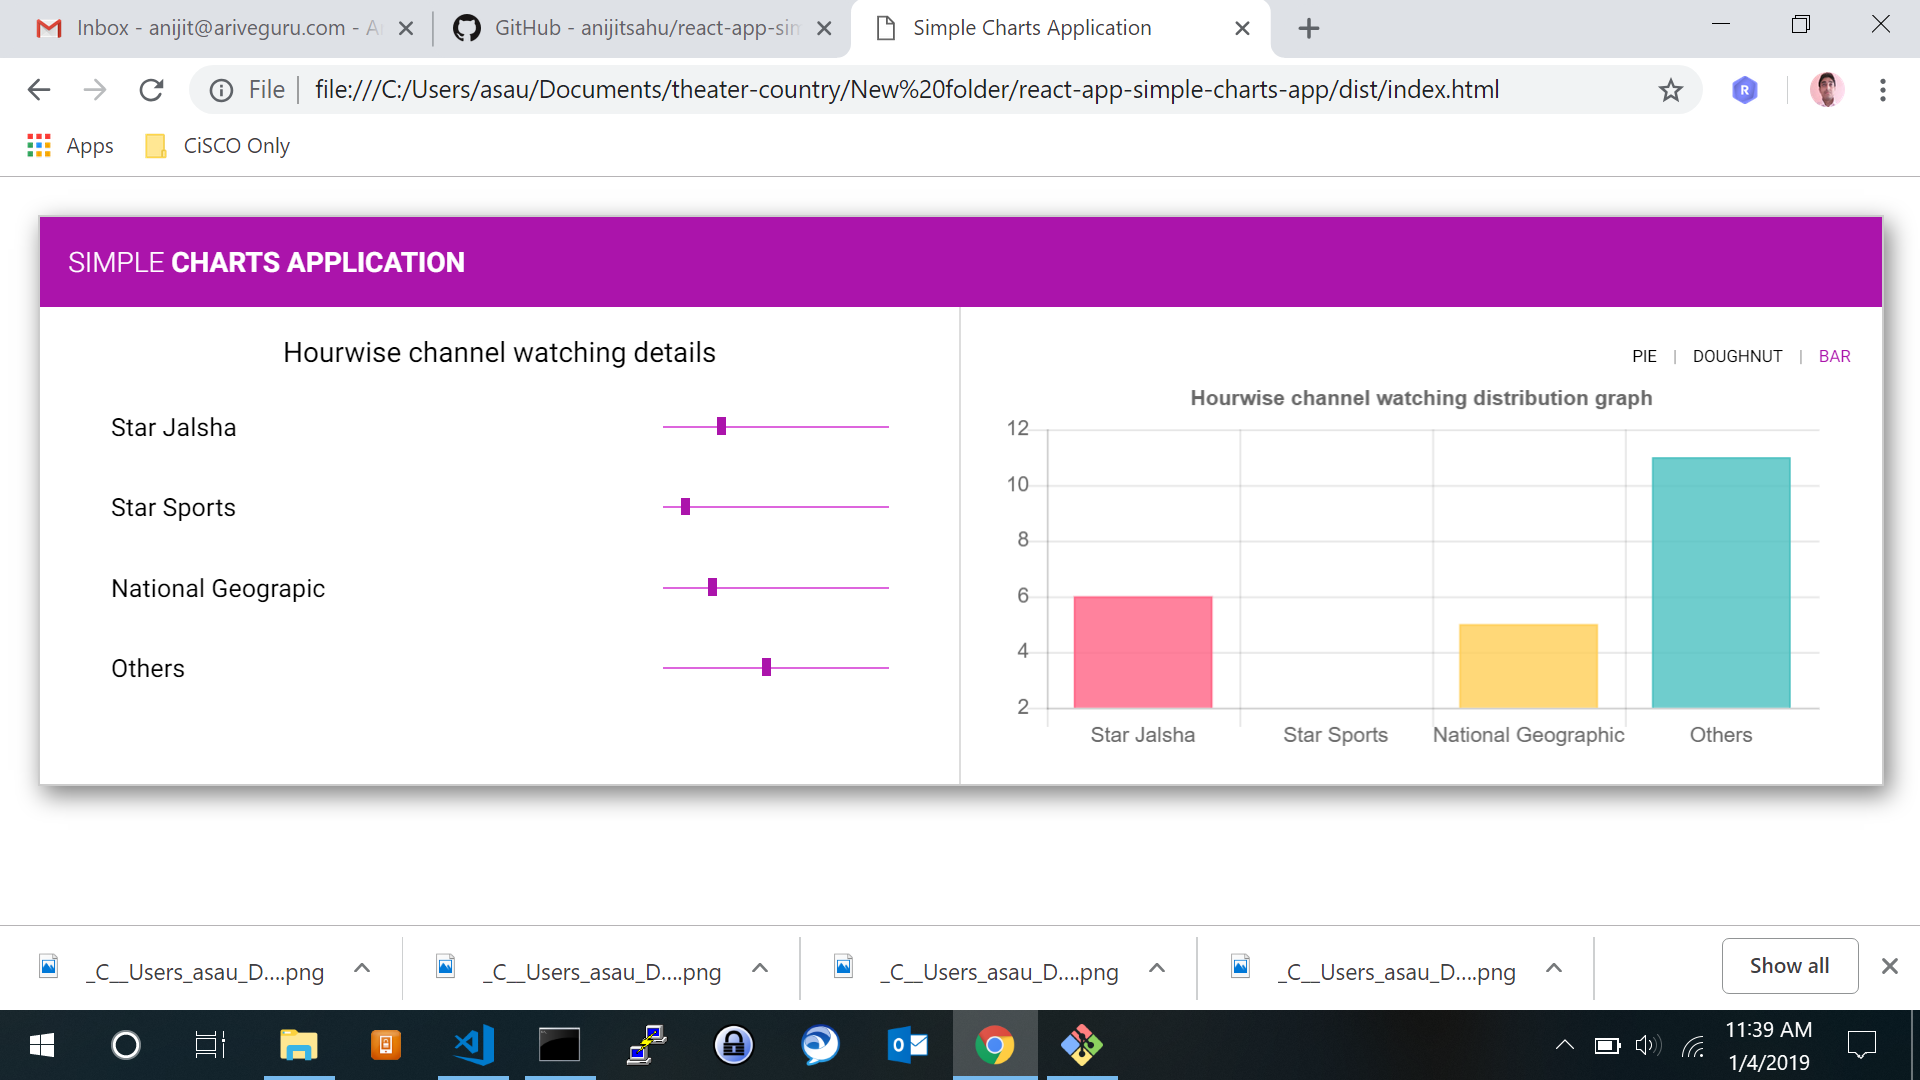 Inbox - anijit@ariveguru.com - A
GitHub - anijitsahu/react-app-sim
Simple Charts Application
File
file:///C:/Users/asau/Documents/theater-country/New%20folder/react-app-simple-charts-app/dist/index.html
R
Apps
CiSCO Only
SIMPLE CHARTS APPLICATION
Hourwise channel watching details
Star Jalsha
Star Sports
National Geograpic
Others
PIE | DOUGHNUT | BAR
Hourwise channel watching distribution graph
12
10
8
6
4
2
Star Jalsha
Star Sports
National Geographic
Others
_C__Users_asau_D....png
_C__Users_asau_D....png
_C__Users_asau_D....png
_C__Users_asau_D....png
Show all
11:39 AM
1/4/2019